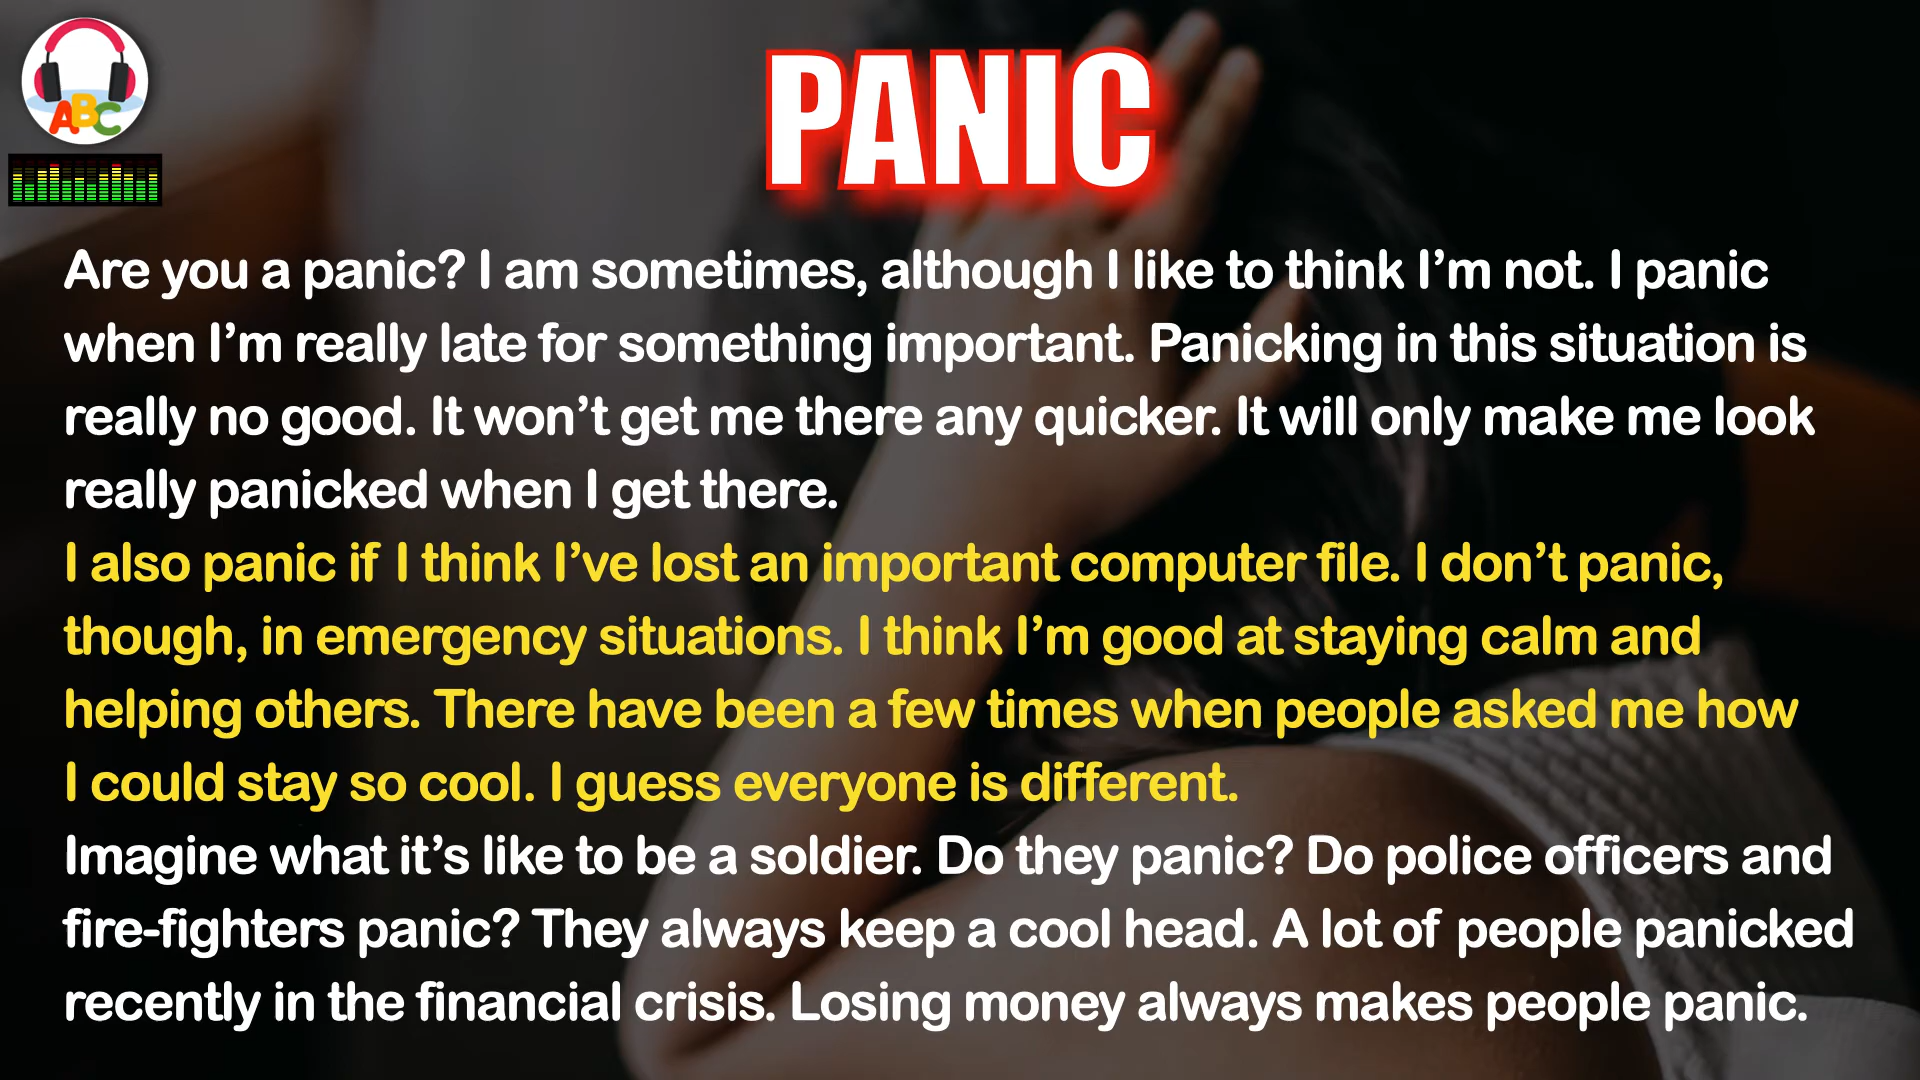 ABC
PANIC
Are you a panic? I am sometimes, although I like to think I’m not. I panic
when I’m really late for something important. Panicking in this situation is
really no good. It won’t get me there any quicker. It will only make me look
really panicked when I get there.
I also panic if I think I’ve lost an important computer file. I don’t panic,
though, in emergency situations. I think I’m good at staying calm and
helping others. There have been a few times when people asked me how
I could stay so cool. I guess everyone is different.
Imagine what it’s like to be a soldier. Do they panic? Do police officers and
fire-fighters panic? They always keep a cool head. A lot of people panicked
recently in the financial crisis. Losing money always makes people panic.